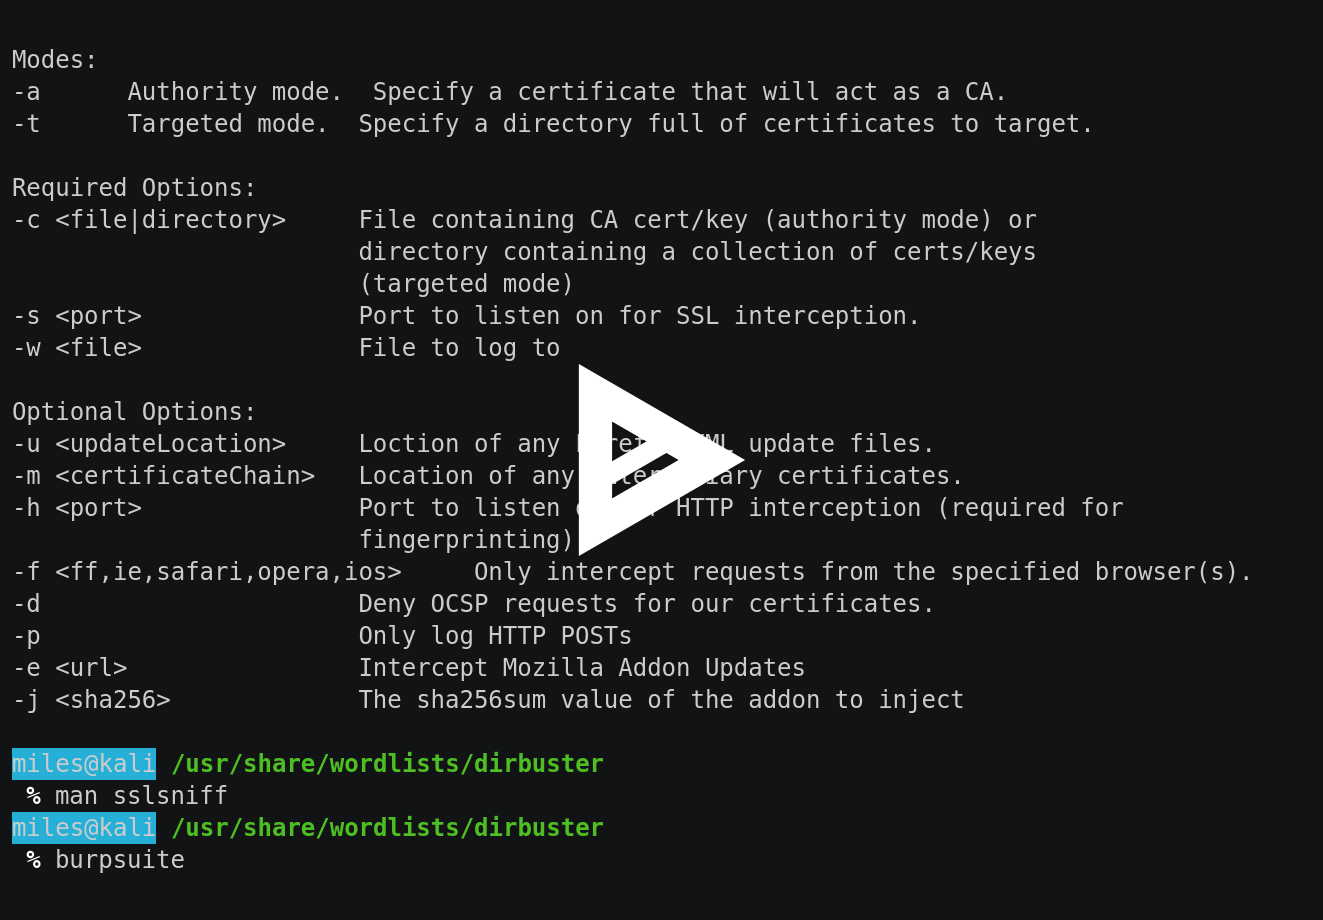 Modes:
-a Authority mode. Specify a certificate that will act as a CA.
-t Targeted mode. Specify a directory full of certificates to target.
Required Options:
-c <file|directory> File containing CA cert/key (authority mode) or
directory containing a collection of certs/keys
(targeted mode)
-s <port> Port to listen on for SSL interception.
-w <file> File to log to
Optional Options:
-u <updateLocation> Loction of any update files.
-m <certificateChain> Location of any certificates.
-h <port> Port to listen HTTP interception (required for
fingerprinting)
-f <ff,ie,safari,opera,ios> Only intercept requests from the specified browser(s).
-d Deny OCSP requests for our certificates.
-p Only log HTTP POSTs
-e <url> Intercept Mozilla Addon Updates
-j <sha256> The sha256sum value of the addon to inject
miles@kali /usr/share/wordlists/dirbuster
% man sslsniff
miles@kali /usr/share/wordlists/dirbuster
% burpsuite